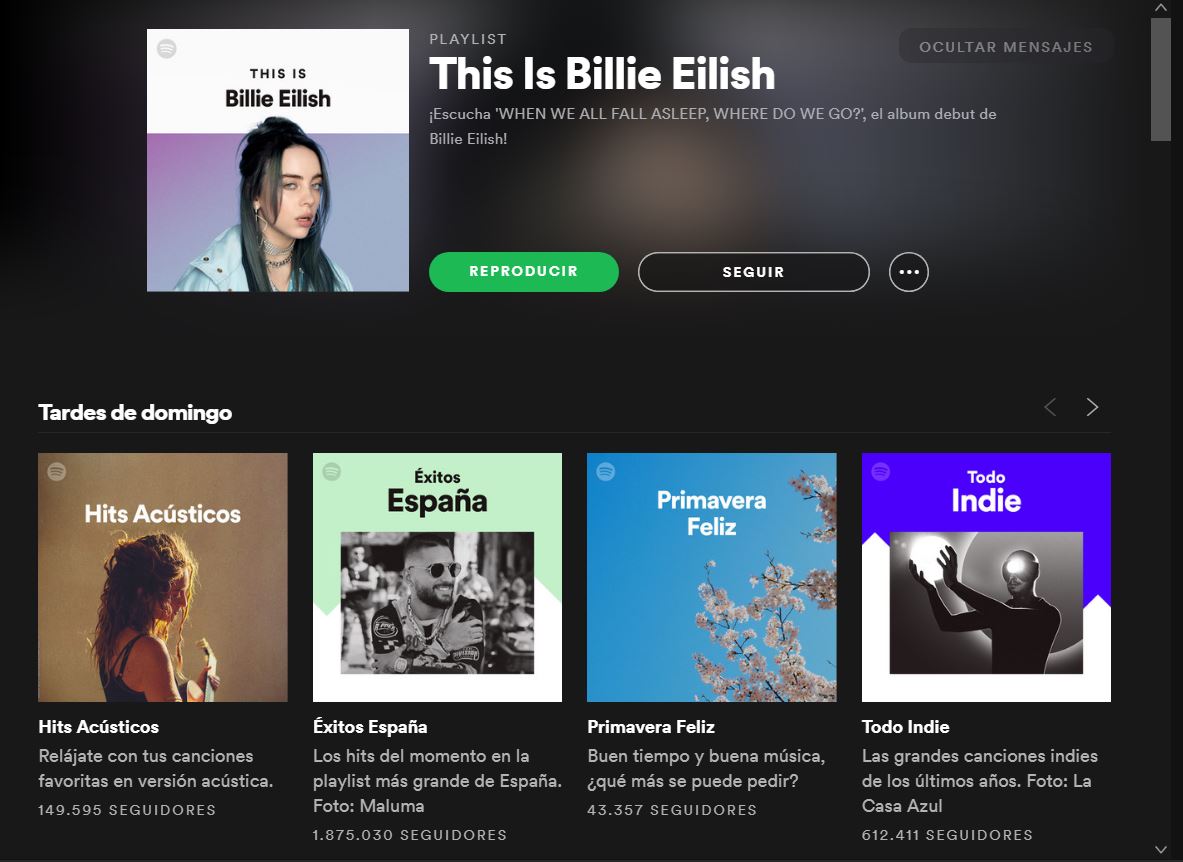 THIS IS
Billie Eilish
PLAYLIST
This Is Billie Eilish
OCULTAR MENSAJES
¡Escucha 'WHEN WE ALL FALL ASLEEP, WHERE DO WE GO?', el album debut de
Billie Eilish!
REPRODUCIR
SEGUIR
Tardes de domingo
Hits Acústicos
Éxitos
España
Primavera
Feliz
Todo
Indie
Hits Acústicos
Relájate con tus canciones
favoritas en versión acústica.
149.595 SEGUIDORES
Éxitos España
Los hits del momento en la
playlist más grande de España.
Foto: Maluma
1.875.030 SEGUIDORES
Primavera Feliz
Buen tiempo y buena música,
¿qué más se puede pedir?
43.357 SEGUIDORES
Todo Indie
Las grandes canciones indies
de los últimos años. Foto: La
Casa Azul
612.411 SEGUIDORES